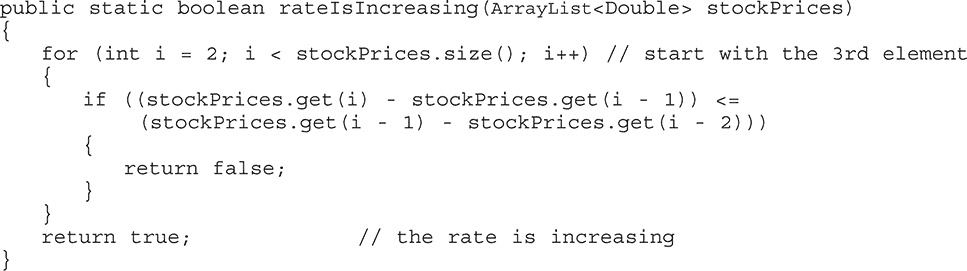 public static boolean rateIsIncreasing(ArrayList<Double> stockPrices)
{
   for (int i = 2; i < stockPrices.size(); i++) // start with the 3rd element
   {
      if ((stockPrices.get(i) - stockPrices.get(i - 1)) <=
          (stockPrices.get(i - 1) - stockPrices.get(i - 2)))
      {
         return false;
      }
   }
   return true;            // the rate is increasing
}